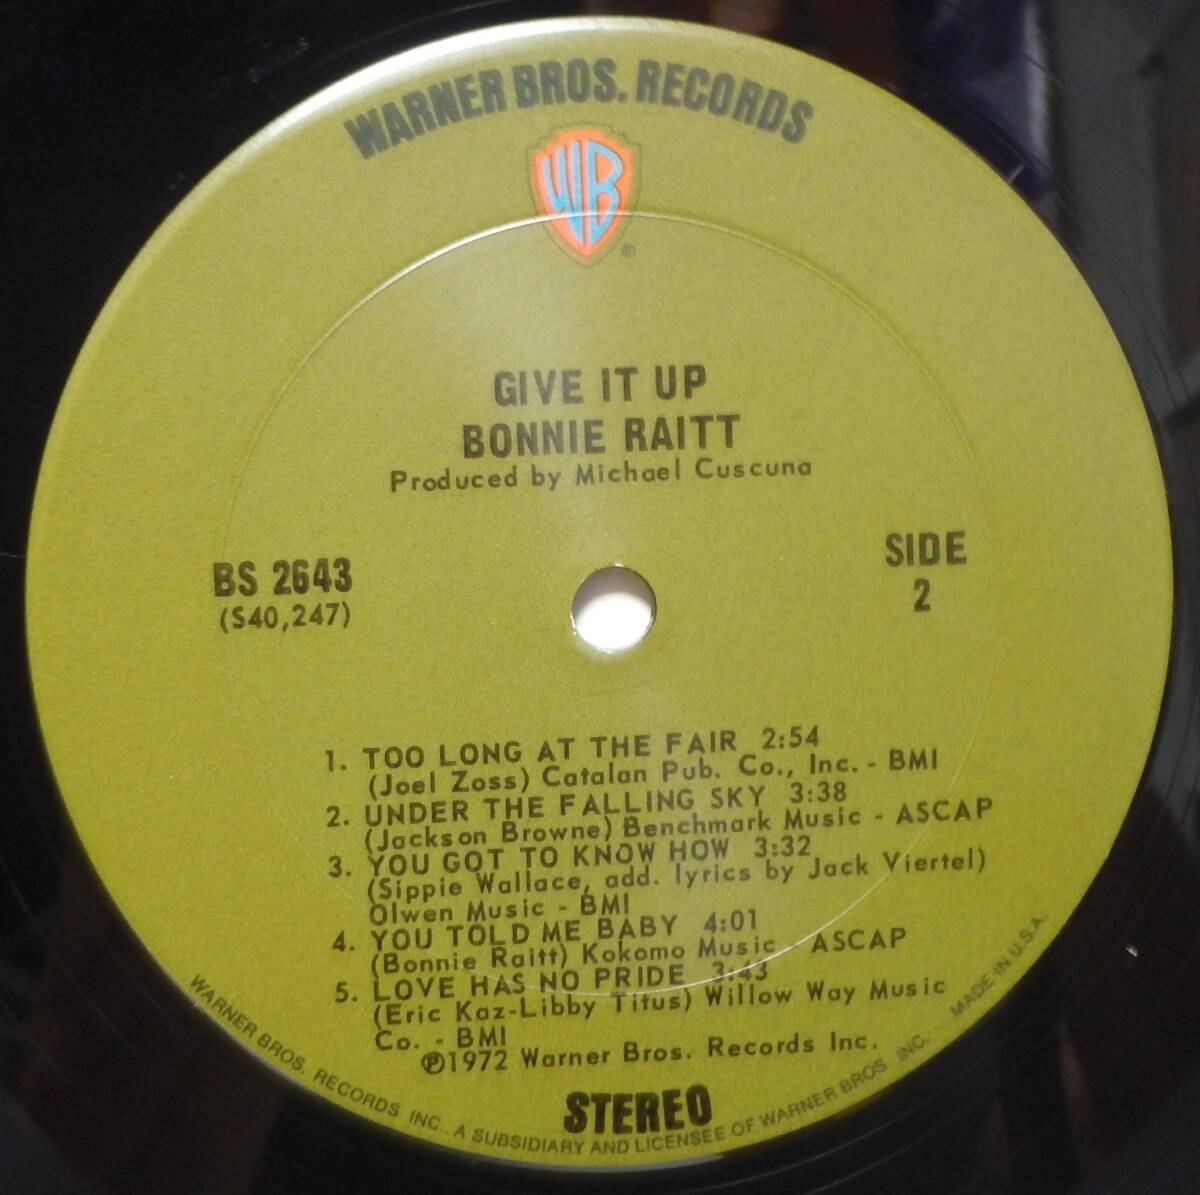 WARNER BROS. RECORDS
WB
®
GIVE IT UP
BONNIE RAITT
Produced by Michael Cuscuna
BS 2643
(S40,247)
SIDE
2
1. TOO LONG AT THE FAIR 2:54
(Joel Zoss) Catalan Pub. Co., Inc. - BMI
2. UNDER THE FALLING SKY 3:38
(Jackson Browne) Benchmark Music - ASCAP
3. YOU GOT TO KNOW HOW 3:32
(Sippie Wallace, add. lyrics by Jack Viertel)
Olwen Music - BMI
4. YOU TOLD ME BABY 4:01
(Bonnie Raitt) Kokomo Music - ASCAP
5. LOVE HAS NO PRIDE 3:43
(Eric Kaz-Libby Titus) Willow Way Music
Co. - BMI
℗1972 Warner Bros. Records Inc.
STEREO
WARNER BROS. RECORDS INC., A SUBSIDIARY AND LICENSEE OF WARNER BROS. INC. MADE IN U.S.A.